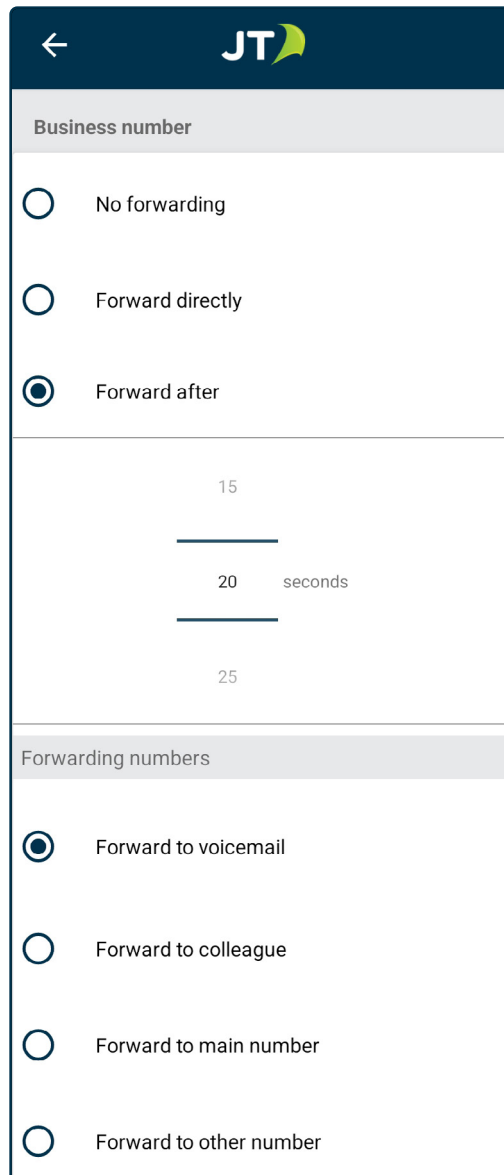 JT
Business number
No forwarding
Forward directly
Forward after
15
20 seconds
25
Forwarding numbers
Forward to voicemail
Forward to colleague
Forward to main number
Forward to other number